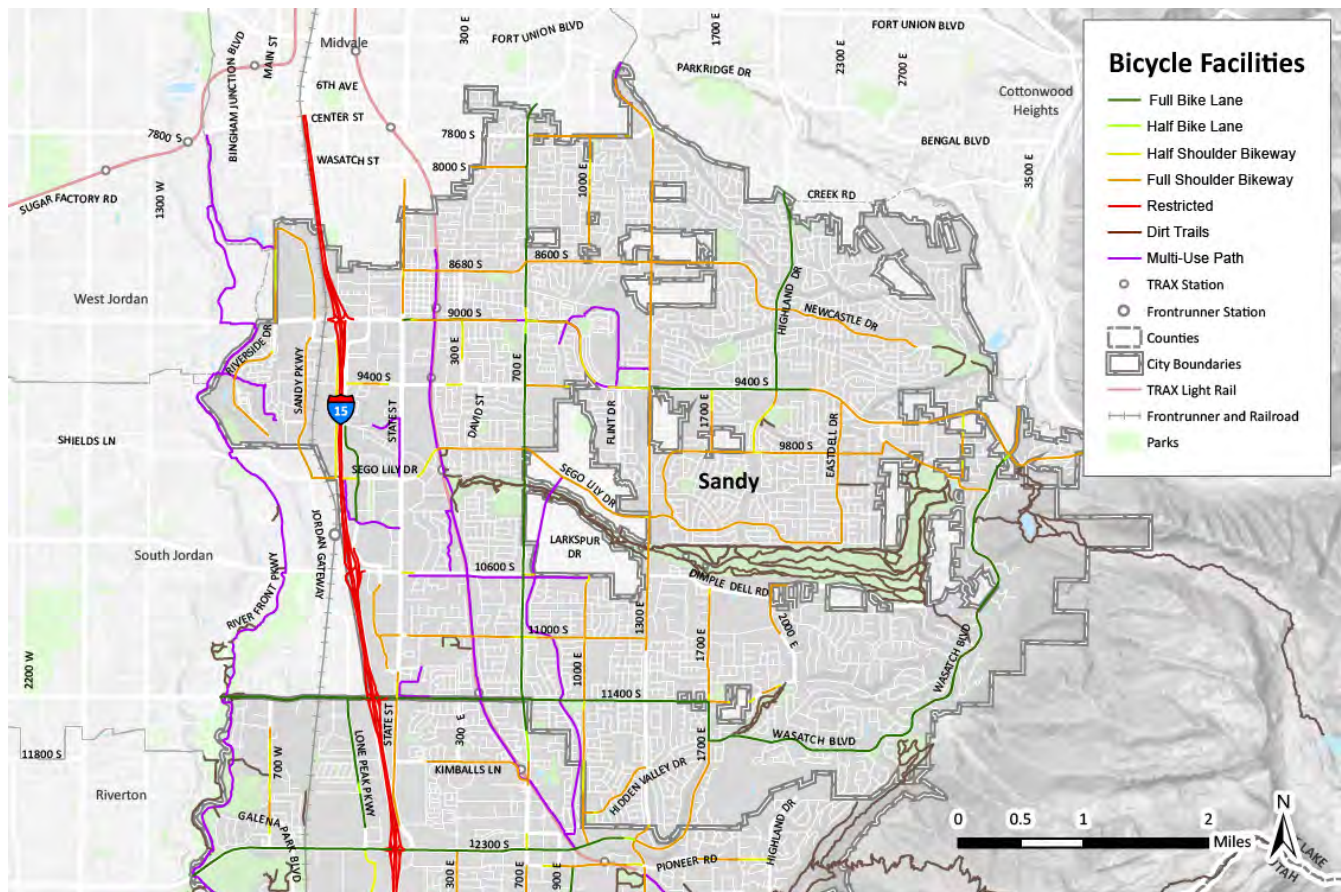 FORT UNION BLVD
300 E
FORT UNION BLVD
1700 E
2300 E
2700 E
Midvale
MAIN ST
BINGHAM JUNCTION BLVD
6TH AVE
CENTER ST
PARKRIDGE DR
Cottonwood
Heights
7800 S
7800 S
WASATCH ST
8000 S
1000 E
BENGAL BLVD
3500 E
SUGAR FACTORY RD
1300 W
CREEK RD
8680 S
8600 S
HIGHLAND DR
West Jordan
NEWCASTLE DR
9000 S
RIVERSIDE DR
SANDY PKWY
300 E
700 E
9400 S
9400 S
15
STATE ST
DAVID ST
FLINT DR
1700 E
EASTDELL DR
SHIELDS LN
9800 S
SEGO LILY DR
SEGO LILY DR
Sandy
JORDAN GATEWAY
South Jordan
LARKSPUR
DR
10600 S
DIMPLE DELL RD
RIVER FRONT PKWY
1300 E
2000 E
11000 S
1700 E
WASATCH BLVD
2200 W
1000 E
11400 S
STATE ST
300 E
1700 E
WASATCH BLVD
11800 S
700 W
LONE PEAK PKWY
KIMBALLS LN
HIDDEN VALLEY DR
Riverton
GALENA PARK BLVD
HIGHLAND DR
12300 S
PIONEER RD
300 E
700 E
900 E
Bicycle Facilities
Full Bike Lane
Half Bike Lane
Half Shoulder Bikeway
Full Shoulder Bikeway
Restricted
Dirt Trails
Multi-Use Path
TRAX Station
Frontrunner Station
Counties
City Boundaries
TRAX Light Rail
Frontrunner and Railroad
Parks
0 0.5 1 2
Miles
N
LAKE
UTAH